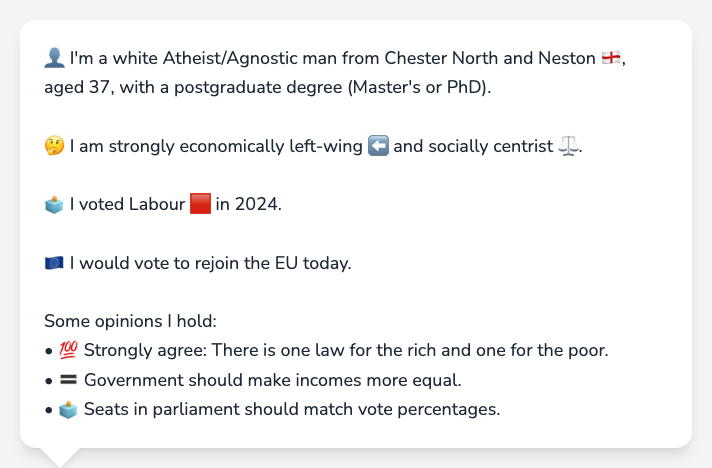 👤 I'm a white Atheist/Agnostic man from Chester North and Neston 🏴󠁧󠁢󠁥󠁮󠁧󠁿,
aged 37, with a postgraduate degree (Master's or PhD).
🤔 I am strongly economically left-wing ⬅️ and socially centrist ⚖️.
🗳️ I voted Labour 🟥 in 2024.
🇪🇺 I would vote to rejoin the EU today.
Some opinions I hold:
• 💯 Strongly agree: There is one law for the rich and one for the poor.
• 🟰 Government should make incomes more equal.
• 🗳️ Seats in parliament should match vote percentages.